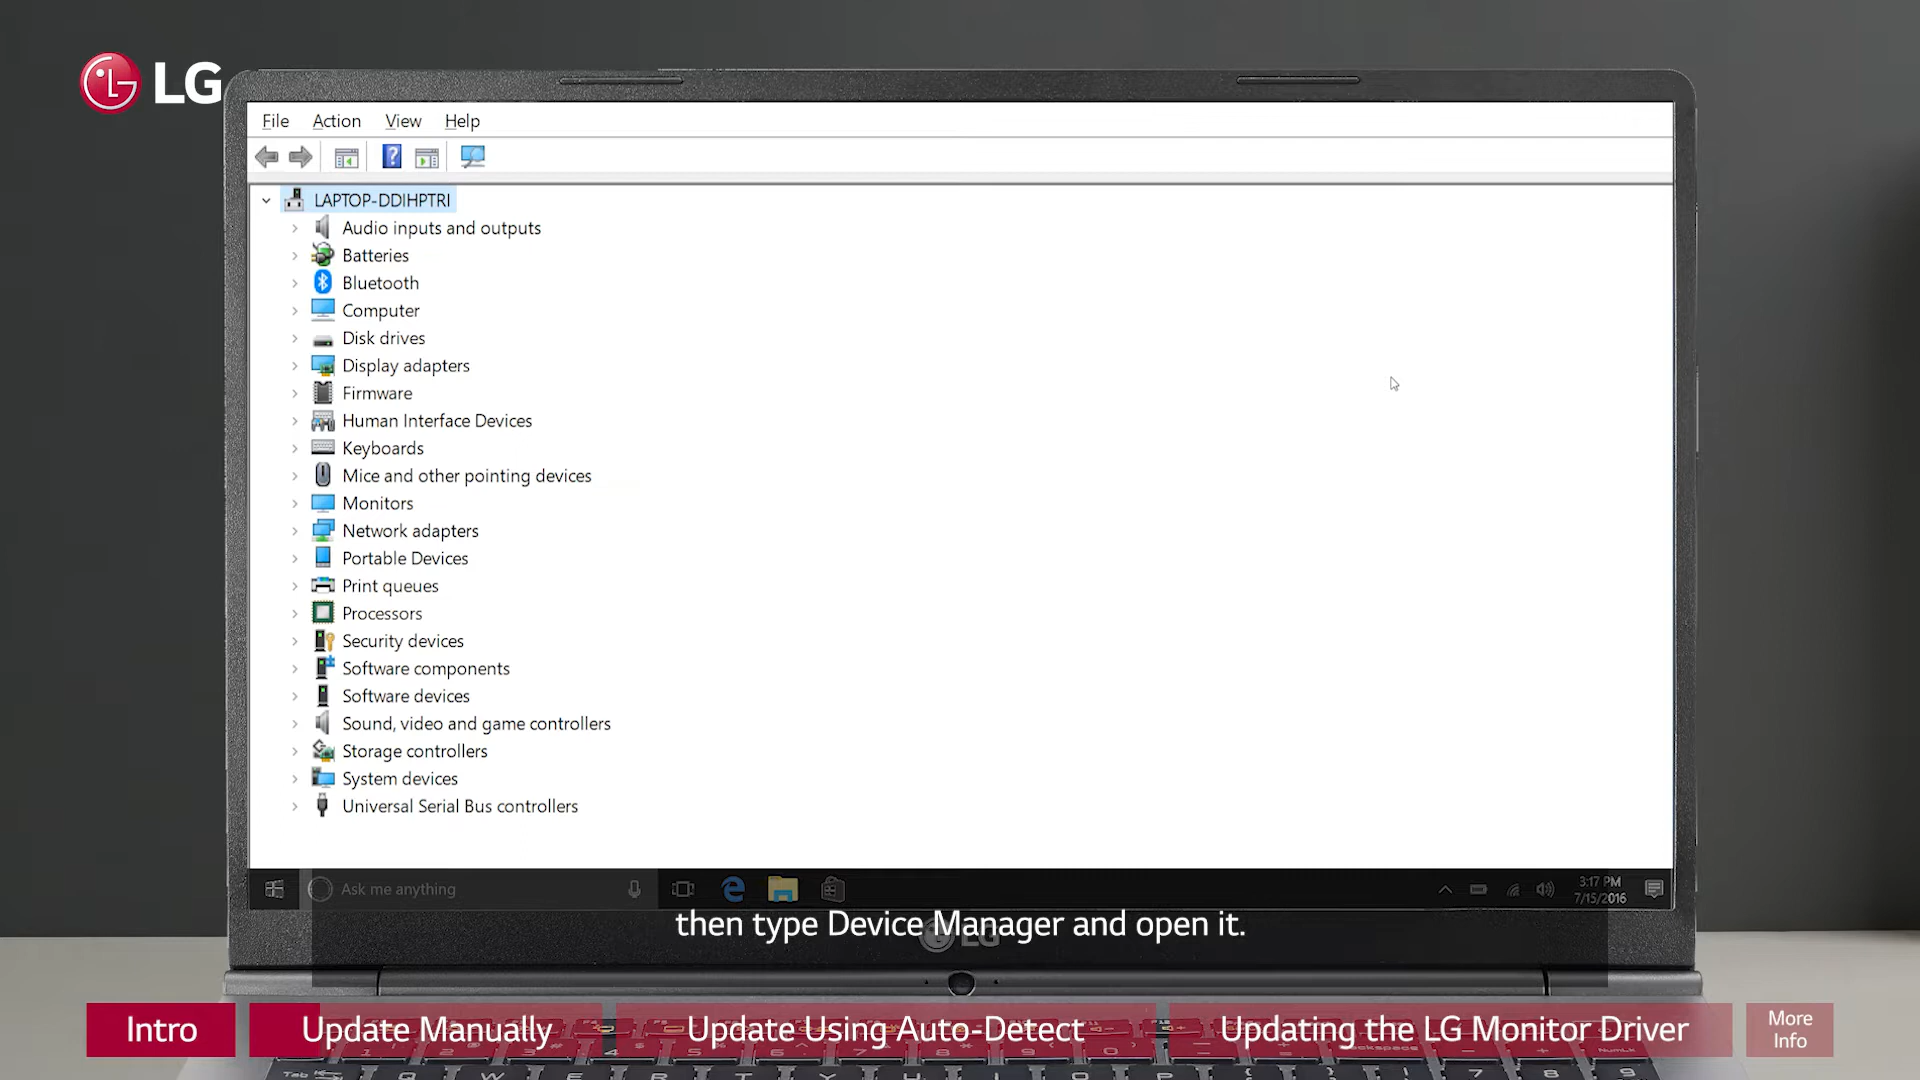 LG
File Action View Help
LAPTOP-DDIHPTRI
Audio inputs and outputs
Batteries
Bluetooth
Computer
Disk drives
Display adapters
Firmware
Human Interface Devices
Keyboards
Mice and other pointing devices
Monitors
Network adapters
Portable Devices
Print queues
Processors
Security devices
Software components
Software devices
Sound, video and game controllers
Storage controllers
System devices
Universal Serial Bus controllers
Ask me anything
3:17 PM
7/15/2016
then type Device Manager and open it.
LG
Intro
Update Manually
Update Using Auto-Detect
Updating the LG Monitor Driver
More
Info